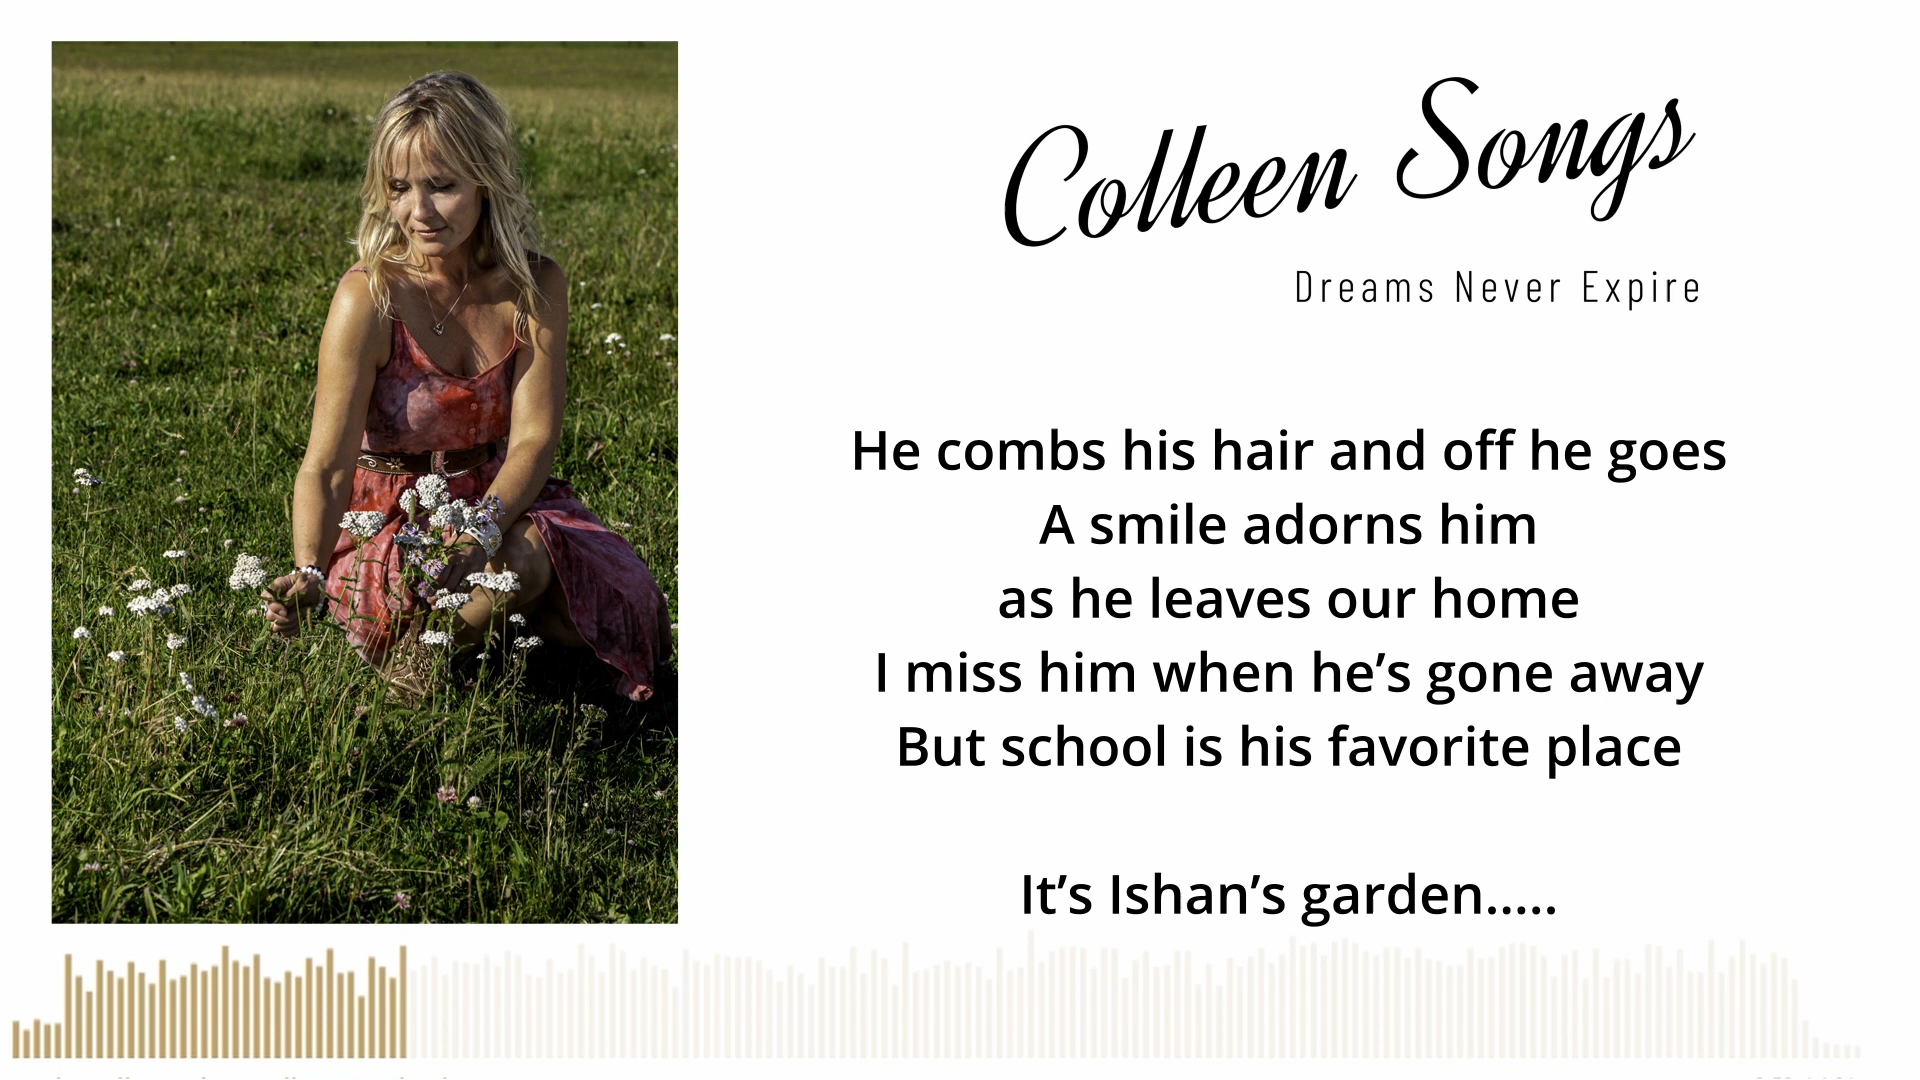 Colleen Songs
Dreams Never Expire
He combs his hair and off he goes
A smile adorns him
as he leaves our home
I miss him when he’s gone away
But school is his favorite place
It’s Ishan’s garden.....